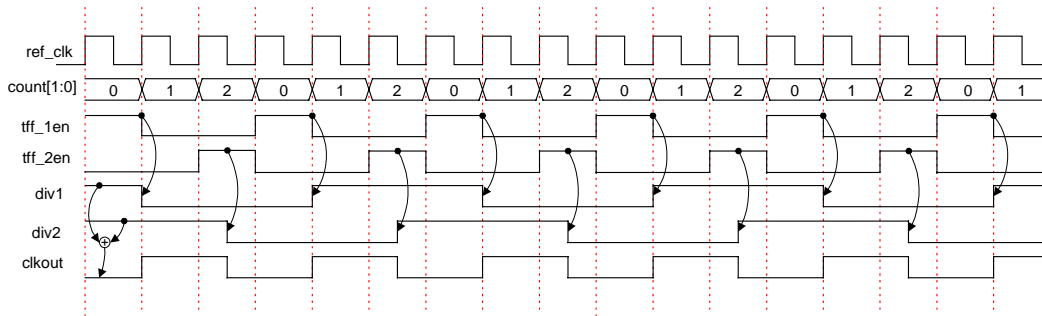 ref_clk
count[1:0] 0 1 2 0 1 2 0 1 2 0 1 2 0 1 2 0 1
tff_1en
tff_2en
div1
div2
clkout